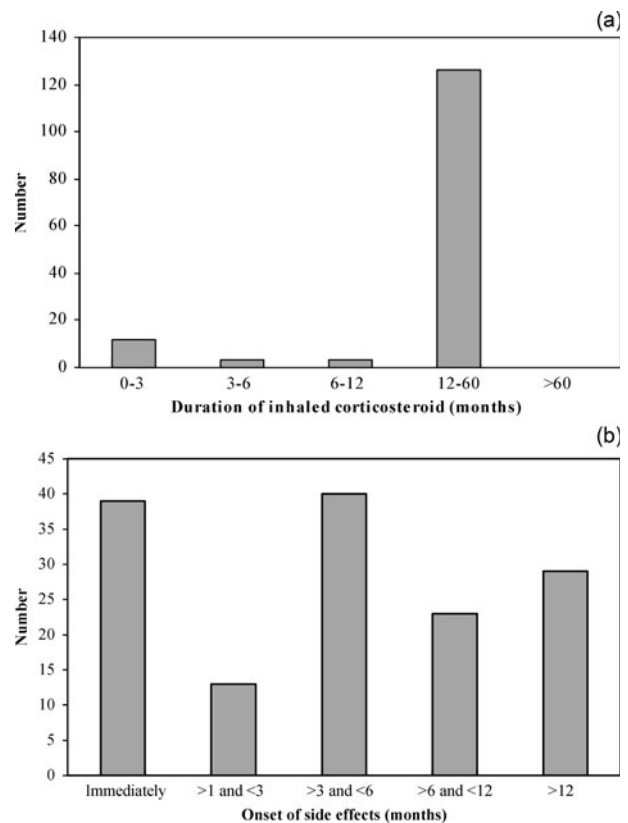 (a)
140
120
100
80
60
40
20
0
Number
0-3 3-6 6-12 12-60 >60
Duration of inhaled corticosteroid (months)
(b)
45
40
35
30
25
20
15
10
5
0
Number
Immediately >1 and <3 >3 and <6 >6 and <12 >12
Onset of side effects (months)